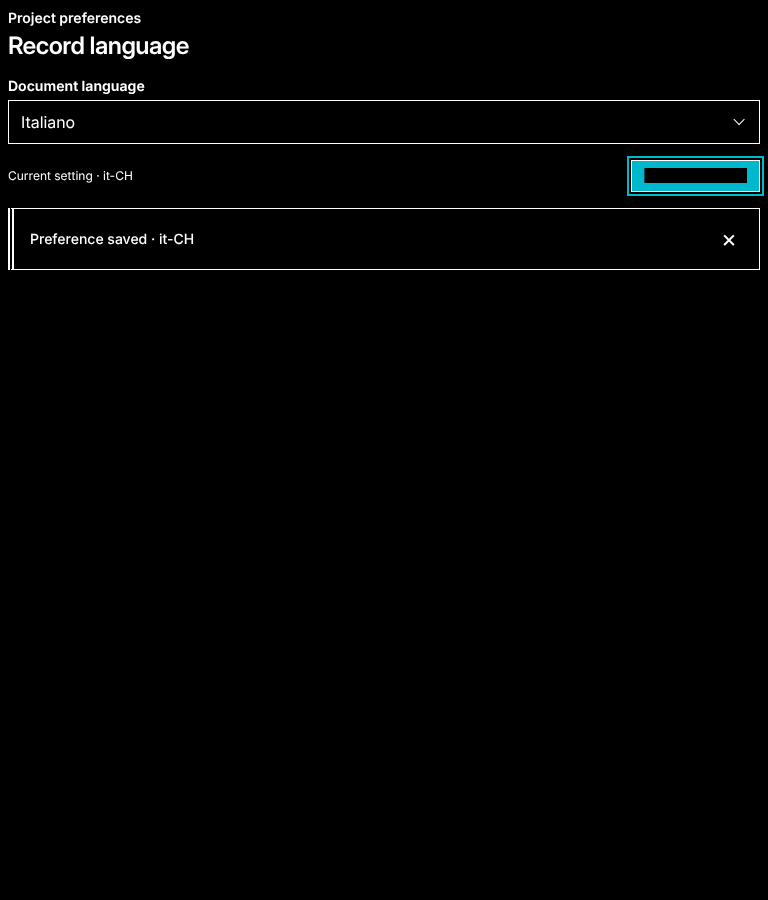 Project preferences
Record language
Document language
Italiano
Current setting · it-CH
Preference saved · it-CH